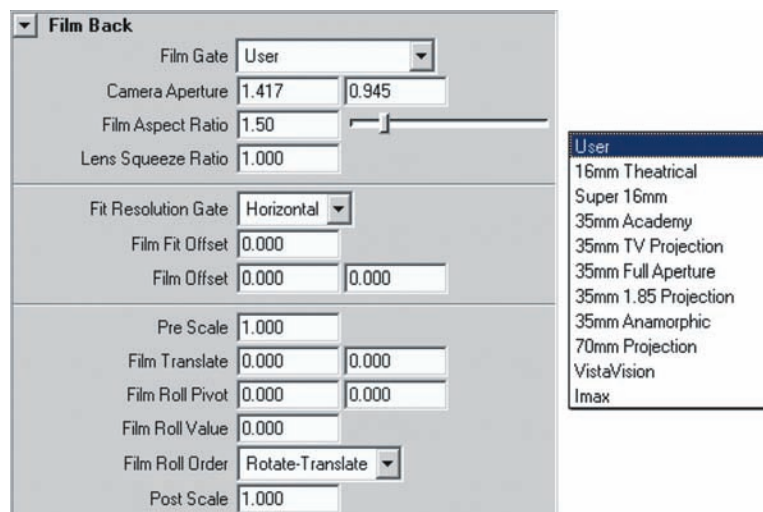 Film Back
Film Gate User
Camera Aperture 1.417 0.945
Film Aspect Ratio 1.50
Lens Squeeze Ratio 1.000
Fit Resolution Gate Horizontal
Film Fit Offset 0.000
Film Offset 0.000 0.000
Pre Scale 1.000
Film Translate 0.000 0.000
Film Roll Pivot 0.000 0.000
Film Roll Value 0.000
Film Roll Order Rotate-Translate
Post Scale 1.000
User
16mm Theatrical
Super 16mm
35mm Academy
35mm TV Projection
35mm Full Aperture
35mm 1.85 Projection
35mm Anamorphic
70mm Projection
VistaVision
Imax